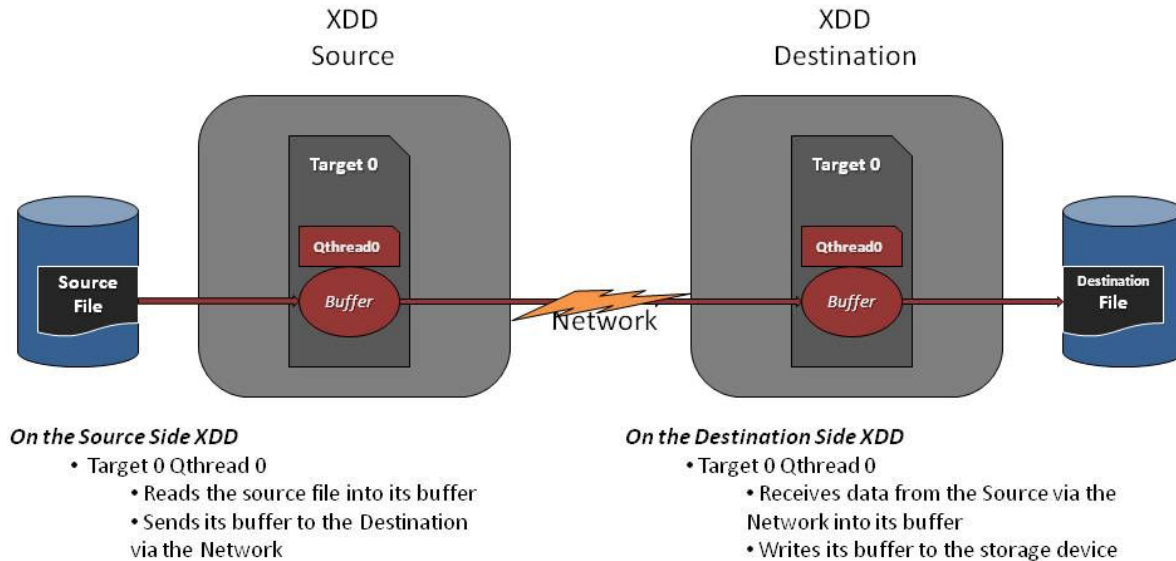 XDD
Source
XDD
Destination
Target 0
Target 0
Qthread0
Qthread0
Source
File
Buffer
Network
Buffer
Destination
File
On the Source Side XDD
• Target 0 Qthread 0
• Reads the source file into its buffer
• Sends its buffer to the Destination
via the Network
On the Destination Side XDD
• Target 0 Qthread 0
• Receives data from the Source via the
Network into its buffer
• Writes its buffer to the storage device